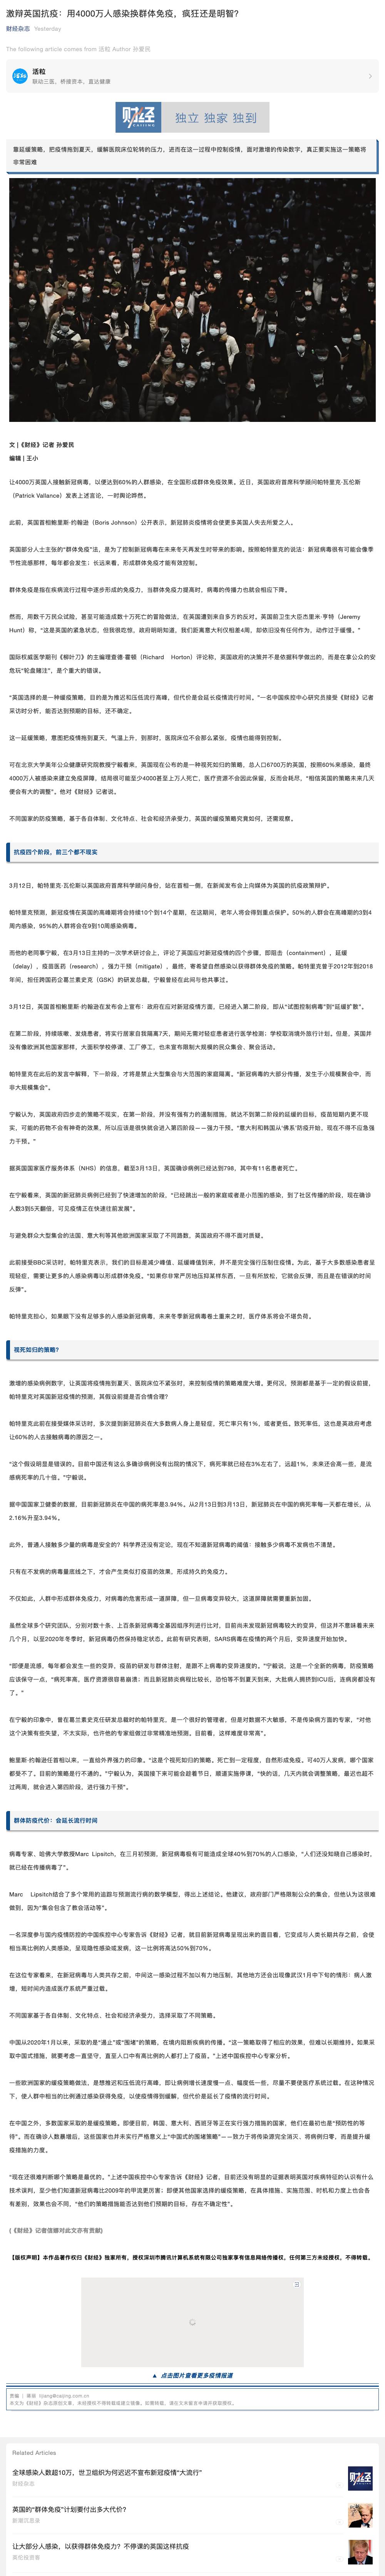 激辩英国抗疫：用4000万人感染换群体免疫，疯狂还是明智？
财经杂志 Yesterday
The following article comes from 活粒 Author 孙爱民
活粒
联动三医，桥接资本，直达健康
财经
CAIJING
独立 独家 独到
靠延缓策略，把疫情拖到夏天，缓解医院床位轮转的压力，进而在这一过程中控制疫情。面对激增的传染数字，真正要实施这一策略将
非常困难
文 |《财经》记者 孙爱民
编辑 | 王小
让4000万英国人接触新冠病毒，以便达到60%的人群感染，在全国形成群体免疫效果。近日，英国政府首席科学顾问帕特里克·瓦伦斯
（Patrick Vallance）发表上述言论，一时舆论哗然。
此前，英国首相鲍里斯·约翰逊（Boris Johnson）公开表示，新冠肺炎疫情将会使更多英国人失去所爱之人。
英国部分人士主张的“群体免疫”法，是为了控制新冠病毒在未来冬天再发生时带来的影响。按照帕特里克的说法：新冠病毒很有可能会像季
节性流感那样，每年都会发生；长远来看，形成群体免疫才能有效控制。
群体免疫是指在疾病流行过程中逐步形成的免疫力，当群体免疫力提高时，病毒的传播力也就会相应下降。
然而，用数千万民众试险，甚至可能造成数十万死亡的冒险做法，在英国遭到来自多方的反对。英国前卫生大臣杰里米·亨特（Jeremy
Hunt）称，“这是英国的紧急状态，但我很吃惊，政府明明知道，我们距离意大利仅相差4周，却依旧没有任何作为，动作过于缓慢。”
国际权威医学期刊《柳叶刀》的主编理查德·霍顿（Richard Horton）评论称，英国政府的决策并不是依据科学做出的，而是在拿公众的安
危玩“轮盘赌注”，是个重大的错误。
“英国选择的是一种缓疫策略，目的是为推迟和压低流行高峰，但代价是会延长疫情流行时间。”一名中国疾控中心研究员接受《财经》记者
采访时分析，能否达到预期的目标，还不确定。
这一延缓策略，意图把疫情拖到夏天，气温上升，到那时，医院床位不会那么紧张，疫情也能得到控制。
可在北京大学美年公众健康研究院教授宁毅看来，英国现在公布的是一种视死如归的策略，总人口6700万的英国，按照60%来感染，最终
4000万人被感染来建立免疫屏障，结局很可能至少4000甚至上万人死亡，医疗资源不会因此保留，反而会耗尽。“相信英国的策略未来几天
便会有大的调整”。他对《财经》记者说。
不同国家的防疫策略，基于各自体制、文化特点、社会和经济承受力，英国的缓疫策略究竟如何，还需观察。
抗疫四个阶段，前三个都不现实
3月12日，帕特里克·瓦伦斯以英国政府首席科学顾问身份，站在首相一侧，在新闻发布会上向媒体为英国的抗疫政策辩护。
帕特里克预测，新冠疫情在英国的高峰期将会持续10个到14个星期，在这期间，老年人将会得到重点保护。50%的人群会在高峰期的3到4
周内感染，95%的人群将会在9到10周感染病毒。
而他的老同事宁毅，在3月13日主持的一次学术研讨会上，评论了英国应对新冠疫情的四个步骤，即阻击（containment）、延缓
（delay）、疫苗医药（research）、强力干预（mitigate），最终，寄希望自然感染以获得群体免疫的策略。帕特里克曾于2012年到2018
年间，担任跨国药企葛兰素史克（GSK）的研发总裁，宁毅曾经在此间与他共事过。
3月12日，英国首相鲍里斯·约翰逊在发布会上宣布：政府在应对新冠疫情方面，已经进入第二阶段，即从“试图控制病毒”到“延缓扩散”。
在第二阶段，持续咳嗽、发烧患者，将实行居家自我隔离7天，期间无需对轻症患者进行医学检测；学校取消境外旅行计划。但是，英国并
没有像欧洲其他国家那样，大面积学校停课、工厂停工，也未宣布限制大规模的民众集会、聚会活动。
帕特里克在此后的发言中解释，下一阶段，才将是禁止大型集会与大范围的家庭隔离。“新冠病毒的大部分传播，发生于小规模聚会中，而
非大规模集会”。
宁毅认为，英国政府四步走的策略不现实，在第一阶段，并没有强有力的遏制措施，就达不到第二阶段的延缓的目标，疫苗短期内更不现
实，可能的药物不会有神奇的效果，所以应该是很快就会进入第四阶段——强力干预。“意大利和韩国从‘佛系’防疫开始，现在不得不应急强
力干预。”
据英国国家医疗服务体系（NHS）的信息，截至3月13日，英国确诊病例已经达到798，其中有11名患者死亡。
在宁毅看来，英国的新冠肺炎病例已经到了快速增加的阶段，“已经跳出一般的家庭或者是小范围的感染，到了社区传播的阶段，现在确诊
人数3到5天翻倍，可见疫情正在快速往前发展”。
与避免群众大型集会的法国、意大利等其他欧洲国家采取了不同路数，英国政府不得不面对质疑。
此前接受BBC采访时，帕特里克表示，我们的目标是减少峰值、延缓峰值到来，并不是完全强行压制住疫情。为此，基于大多数感染患者呈
现轻症，需要让更多的人感染病毒以形成群体免疫。“如果你非常严厉地压抑某样东西，一旦有所放松，它就会反弹，而且是在错误的时间
反弹”。
帕特里克担心，如果眼下没有足够多的人感染新冠病毒，未来冬季新冠病毒卷土重来之时，医疗体系将会不堪负荷。
视死如归的策略？
激增的感染病例数字，让英国将疫情拖到夏天、医院床位不紧张时，来控制疫情的策略难度大增。更何况，预测都是基于一定的假设前提，
帕特里克对英国新冠疫情的预测，其假设前提是否合情合理？
帕特里克此前在接受媒体采访时，多次提到新冠肺炎在大多数病人身上是轻症，死亡率只有1%，或者更低。致死率低，这也是英政府考虑
让60%的人去接触病毒的原因之一。
“这个假设明显是错误的。目前中国还有这么多确诊病例没有出院的情况下，病死率就已经在3%左右了，远超1%，未来还会高一些，是流
感病死率的几十倍。”宁毅说。
据中国国家卫健委的数据，目前新冠肺炎在中国的病死率是3.94%。从2月13日到3月13日，新冠肺炎在中国的病死率每一天都在增长，从
2.16%升至3.94%。
此外，普通人接触多少量的病毒是安全的？科学界还没有定论，现在不知道新冠病毒的阈值：接触多少病毒不发病也不清楚。
只有在不发病的病毒量底线之下，才会产生类似打疫苗的效果，形成持久的免疫力。
不仅如此，人群中形成群体免疫力，对病毒的危害形成一道屏障，但一旦病毒变异较大，这道屏障就需要重新加固。
虽然全球多个研究团队，分别对数十条、上百条新冠病毒全基因组序列进行比对，目前尚未发现新冠病毒较大的变异，但这并不意味着未来
几个月，以至2020年冬季时，新冠病毒仍然保持稳定状态。此前有研究表明，SARS病毒在疫情的两个月后，变异速度开始加快。
“即便是流感，每年都会发生一些的变异，疫苗的研发与群体注射，是跟不上病毒的变异速度的。”宁毅说，这是一个全新的病毒，防疫策略
应该保守一点，“病死率高，医疗资源很容易崩溃；而且新冠肺炎病程比较长，恐怕等不到夏天到来，大批病人拥挤到ICU后，连病房都没有
了。”
在宁毅的印象中，曾在葛兰素史克任研发总裁时的帕特里克，是一个很好的管理者，但是对数据不大敏感，不是传染病方面的专家，“对他
这个决策有些失望，不太实际，也许他的专家组做过非常精准地预测。目前看，这样难度非常高”。
鲍里斯·约翰逊任首相以来，一直给外界强力的印象。“这是个视死如归的策略。死亡到一定程度，自然形成免疫。可40万人发病，哪个国家
都受不了。目前的策略是行不通的。”宁毅认为，英国接下来可能会趁着节日，顺道实施停课，“快的话，几天内就会调整策略，最迟也超不
过两周，就会进入第四阶段，进行强力干预”。
群体防疫代价：会延长流行时间
病毒专家、哈佛大学教授Marc Lipsitch，在三月初预测，新冠病毒极有可能造成全球40%到70%的人口感染，“人们还没知晓自己感染时，
就已经在传播病毒了”。
Marc Lipsitch结合了多个常用的追踪与预测流行病的数学模型，得出上述结论。他建议，政府部门严格限制公众的集会，但他认为这很难
做到，因为“集会包含了教会活动等”。
一名深度参与国内疫情防控的中国疾控中心专家告诉《财经》记者，就目前新冠病毒呈现出来的面目看，它变成与人类长期共存之前，会使
相当高比例的人类感染，呈现隐性感染或发病，这一比例将高达50%到70%。
在这位专家看来，在新冠病毒与人类共存之前，中间这一感染过程不加以有力地压制，其他地方还会出现像武汉1月中下旬的情形：病人激
增，短时间内造成医疗系统严重过载。
不同国家基于各自体制、文化特点、社会和经济承受力，选择采取了不同策略。
中国从2020年1月以来，采取的是“遏止”或“围堵”的策略，在境内阻断疾病的传播。“这一策略取得了相应的效果，但难以长期维持。如果采
取中国式措施，就要考虑一直坚守，直至人口中有高比例的人都打上了疫苗。”上述中国疾控中心专家分析。
一些欧洲国家的缓疫策略做法，是想推迟和压低流行高峰，即让病例增长速度慢一点、幅度低一些，尽量不要使医疗系统过载。在这种情况
下，使人群中相当的比例通过感染获得免疫，以使疫情得到缓解，但代价是延长了疫情的流行时间。
在中国之外，多数国家采取的是缓疫策略。即便目前，韩国、意大利、西班牙等正在实行强力措施的国家，他们在最初也是“预防性的等
待”。而在确诊人数暴增后，这些国家也并未实行严格意义上“中国式的围堵策略”——致力于将传染源完全消灭、将病例归零，而是提升缓
疫措施的力度。
“现在还很难判断哪个策略是最优的。”上述中国疾控中心专家告诉《财经》记者，目前还没有明显的证据表明英国对疾病特征的认识有什么
技术误判，至少他们知道新冠病毒比2009年的甲流更厉害；即便其他国家选择的缓疫策略，在具体措施、实施范围、时机和力度上也会各
有差别，效果也会不同，“他们的策略措施能否达到他们预期的目标，存在不确定性”。
（《财经》记者信娜对此文亦有贡献）
【版权声明】本作品著作权归《财经》独家所有，授权深圳市腾讯计算机系统有限公司独家享有信息网络传播权，任何第三方未经授权，不得转载。
▲ 点击图片查看更多疫情报道
Related Articles
全球感染人数超10万，世卫组织为何迟迟不宣布新冠疫情“大流行”
财经杂志
财经
英国的“群体免疫”计划要付出多大代价？
新潮沉思录
让大部分人感染，以获得群体免疫力？不停课的英国这样抗疫
英伦投资客